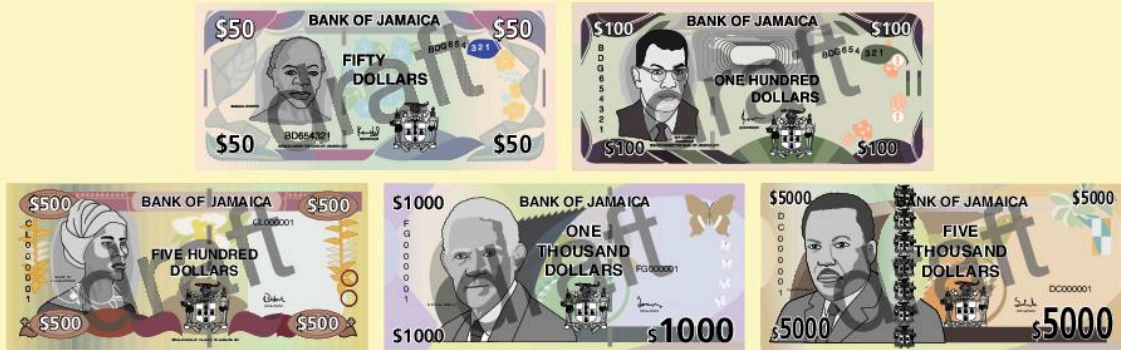 $50 BANK OF JAMAICA $50
BDG654321
FIFTY
DOLLARS
BD654321
$50 $50
draft
$100 BANK OF JAMAICA $100
BDG654321
BDG654321
ONE HUNDRED
DOLLARS
$100 $100
draft
$500 BANK OF JAMAICA $500
CL000001
CL000001
FIVE HUNDRED
DOLLARS
$500 $500
draft
$1000 BANK OF JAMAICA
FG000001
ONE
THOUSAND
DOLLARS
FG000001
$1000 $1000
draft
$5000 BANK OF JAMAICA $5000
DC000001
FIVE
THOUSAND
DOLLARS
DC000001
$5000 $5000
draft